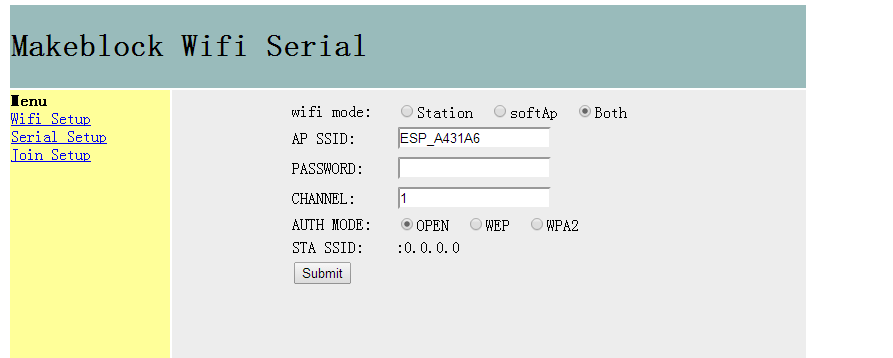 Makeblock Wifi Serial
Menu
Wifi Setup
Serial Setup
Join Setup
wifi mode: Station softAp Both
AP SSID: ESP_A431A6
PASSWORD:
CHANNEL: 1
AUTH MODE: OPEN WEP WPA2
STA SSID: :0.0.0.0
Submit